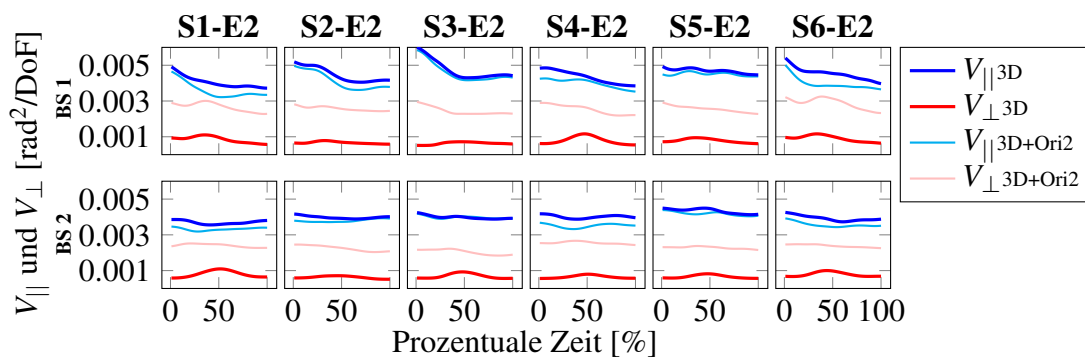 S1-E2 S2-E2 S3-E2 S4-E2 S5-E2 S6-E2
V|| und V⊥ [rad²/DoF]
BS 1
0.005
0.003
0.001
BS 2
0.005
0.003
0.001
0 50 0 50 0 50 0 50 0 50 0 50 100
Prozentuale Zeit [%]
V|| 3D
V⊥ 3D
V|| 3D+Ori2
V⊥ 3D+Ori2